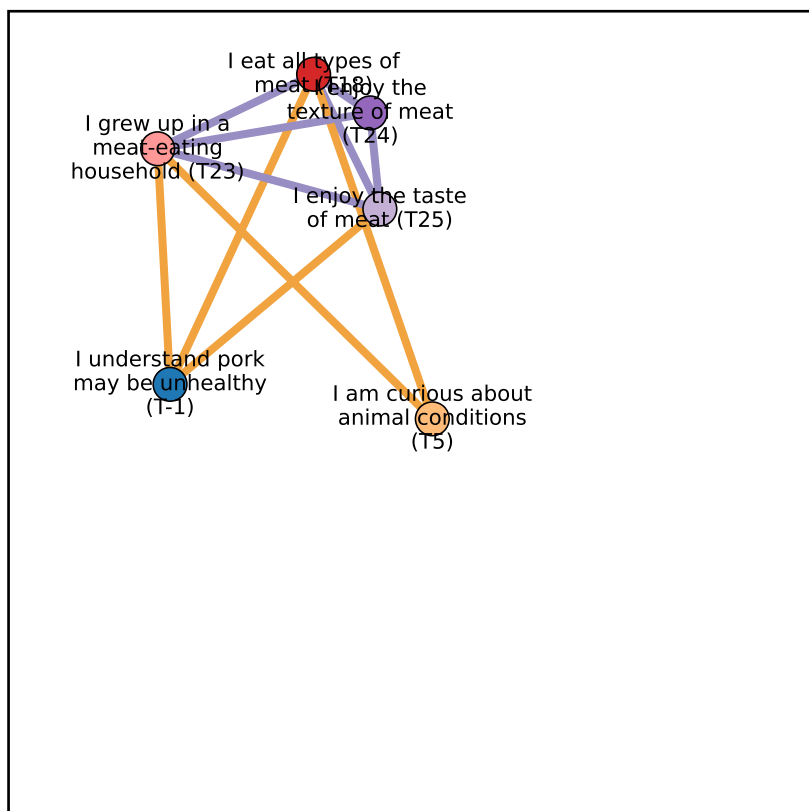 I eat all types of
meat (T18)
I enjoy the
texture of meat
(T24)
I grew up in a
meat-eating
household (T23)
I enjoy the taste
of meat (T25)
I understand pork
may be unhealthy
(T-1)
I am curious about
animal conditions
(T5)